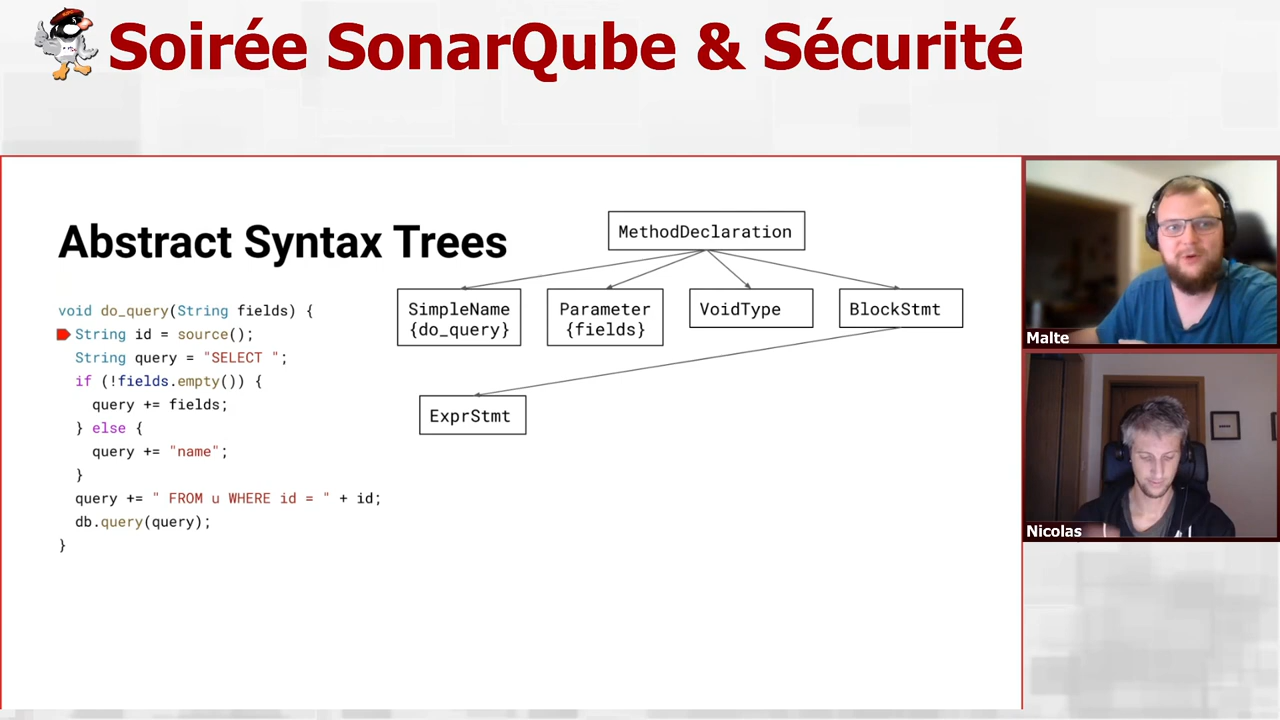 Soirée SonarQube & Sécurité
Abstract Syntax Trees
void do_query(String fields) {
String id = source();
String query = "SELECT ";
if (!fields.empty()) {
query += fields;
} else {
query += "name";
}
query += " FROM u WHERE id = " + id;
db.query(query);
}
MethodDeclaration
SimpleName
{do_query}
Parameter
{fields}
VoidType
BlockStmt
ExprStmt
Malte
Nicolas